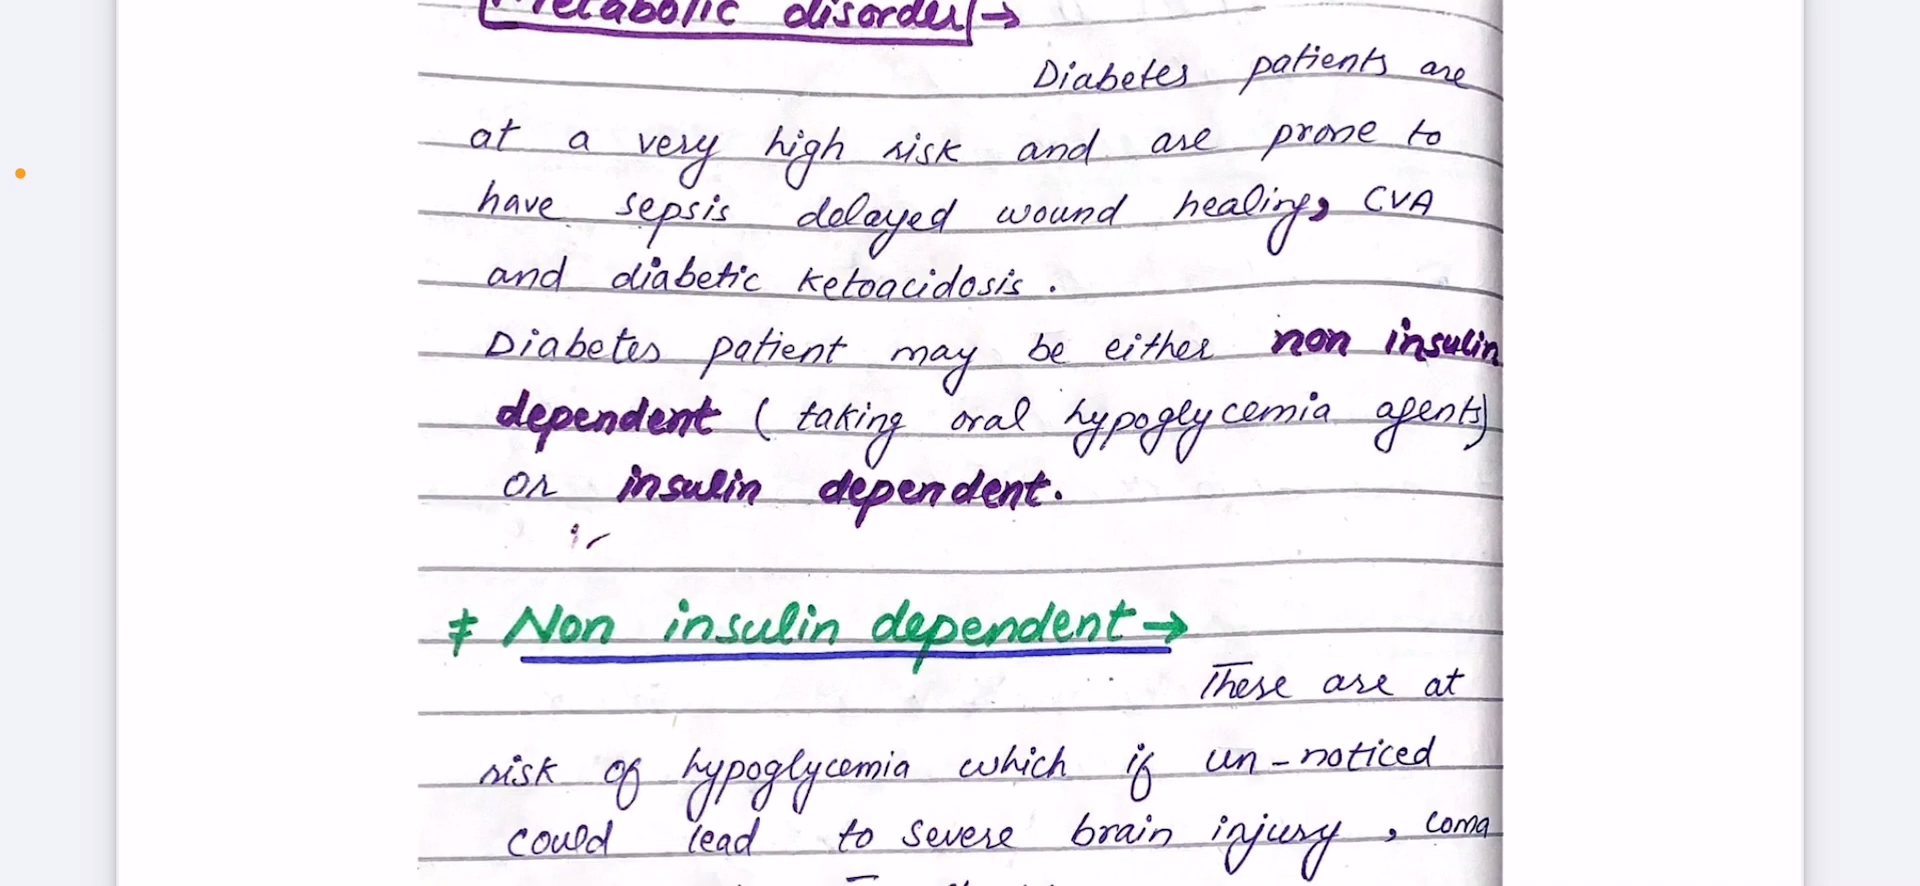 Metabolic disorder →
Diabetes patients are
at a very high risk and are prone to
have sepsis delayed wound healing, CVA
and diabetic ketoacidosis.
Diabetes patient may be either non insulin
dependent ( taking oral hypoglycemia agents)
or insulin dependent.
* Non insulin dependent →
These are at
risk of hypoglycemia which if un-noticed
could lead to severe brain injury, coma